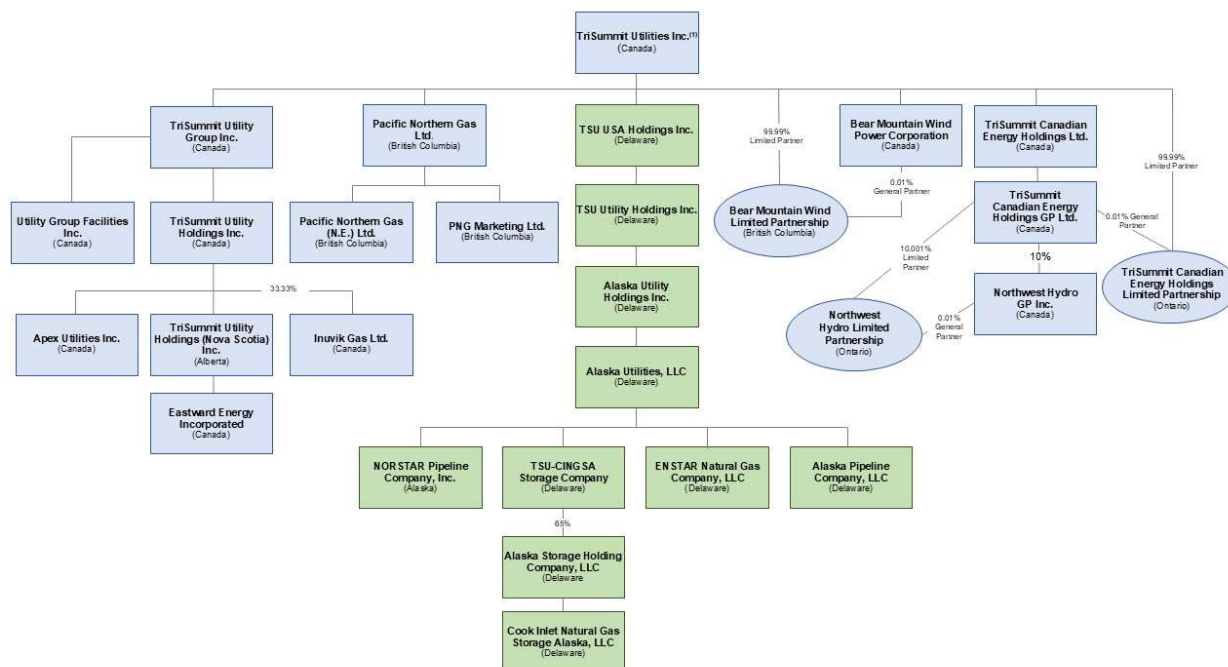 TriSummit Utilities Inc.(1)
(Canada)
TriSummit Utility
Group Inc.
(Canada)
Pacific Northern Gas
Ltd.
(British Columbia)
TSU USA Holdings Inc.
(Delaware)
99.99%
Limited Partner
Bear Mountain Wind
Power Corporation
(Canada)
TriSummit Canadian
Energy Holdings Ltd.
(Canada)
99.99%
Limited Partner
0.01%
General Partner
Utility Group Facilities
Inc.
(Canada)
TriSummit Utility
Holdings Inc.
(Canada)
Pacific Northern Gas
(N.E.) Ltd.
(British Columbia)
PNG Marketing Ltd.
(British Columbia)
TSU Utility Holdings Inc.
(Delaware)
Bear Mountain Wind
Limited Partnership
(British Columbia)
TriSummit
Canadian Energy
Holdings GP Ltd.
(Canada)
0.01% General
Partner
10.001%
Limited
Partner
10%
33.33%
Alaska Utility
Holdings Inc.
(Delaware)
TriSummit Canadian
Energy Holdings
Limited Partnership
(Ontario)
Northwest Hydro
GP Inc.
(Canada)
0.01%
General
Partner
Northwest
Hydro Limited
Partnership
(Ontario)
Apex Utilities Inc.
(Canada)
TriSummit Utility
Holdings (Nova Scotia)
Inc.
(Alberta)
Inuvik Gas Ltd.
(Canada)
Alaska Utilities, LLC
(Delaware)
Eastward Energy
Incorporated
(Canada)
NORSTAR Pipeline
Company, Inc.
(Alaska)
TSU-CINGSA
Storage Company
(Delaware)
ENSTAR Natural Gas
Company, LLC
(Delaware)
Alaska Pipeline
Company, LLC
(Delaware)
65%
Alaska Storage Holding
Company, LLC
(Delaware
Cook Inlet Natural Gas
Storage Alaska, LLC
(Delaware)